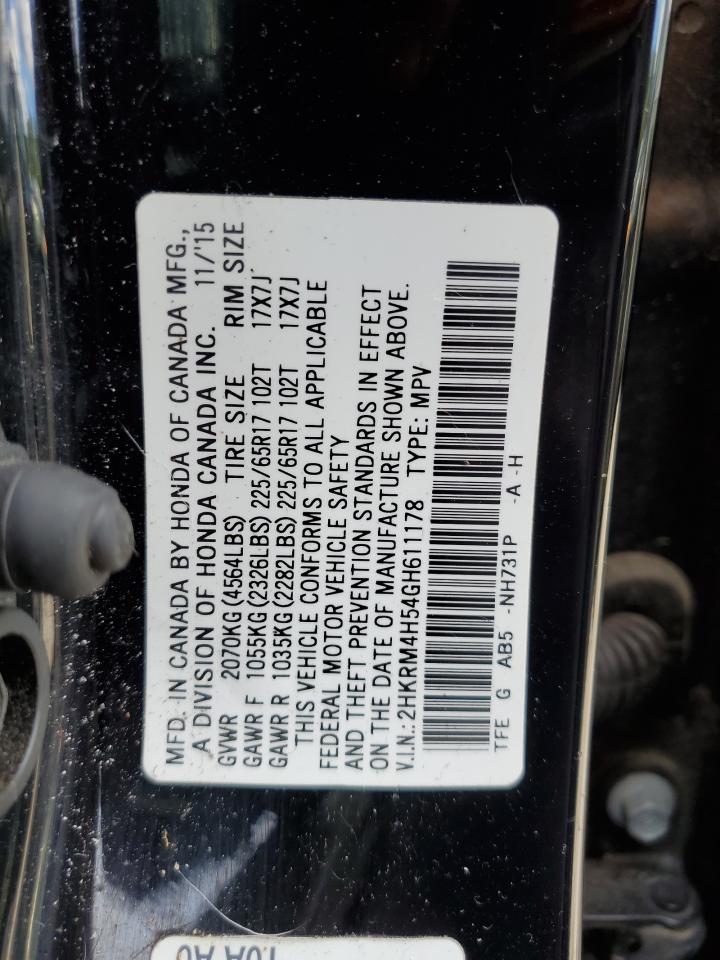 MFD. IN CANADA BY HONDA OF CANADA MFG.,
A DIVISION OF HONDA CANADA INC. 11/'15
GVWR 2070KG (4564LBS) TIRE SIZE RIM SIZE
GAWR F 1055KG (2326LBS) 225/65R17 102T 17X7J
GAWR R 1035KG (2282LBS) 225/65R17 102T 17X7J
THIS VEHICLE CONFORMS TO ALL APPLICABLE
FEDERAL MOTOR VEHICLE SAFETY
AND THEFT PREVENTION STANDARDS IN EFFECT
ON THE DATE OF MANUFACTURE SHOWN ABOVE.
V.I.N.: 2HKRM4H54GH611178 TYPE: MPV
TFE G AB5 -NH731P -A -H